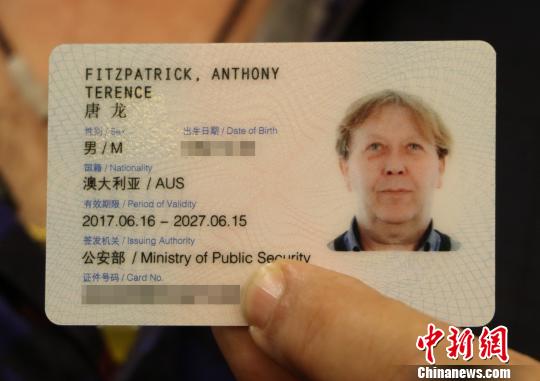 FITZPATRICK, ANTHONY
TERENCE
唐 龙
性别 / Sex
出生日期 / Date of Birth
男 / M
国籍 / Nationality
澳大利亚 / AUS
有效期限 / Period of Validity
2017.06.16 – 2027.06.15
签发机关 / Issuing Authority
公安部 / Ministry of Public Security
证件号码 / Card No.
中新網
Chinanews.com